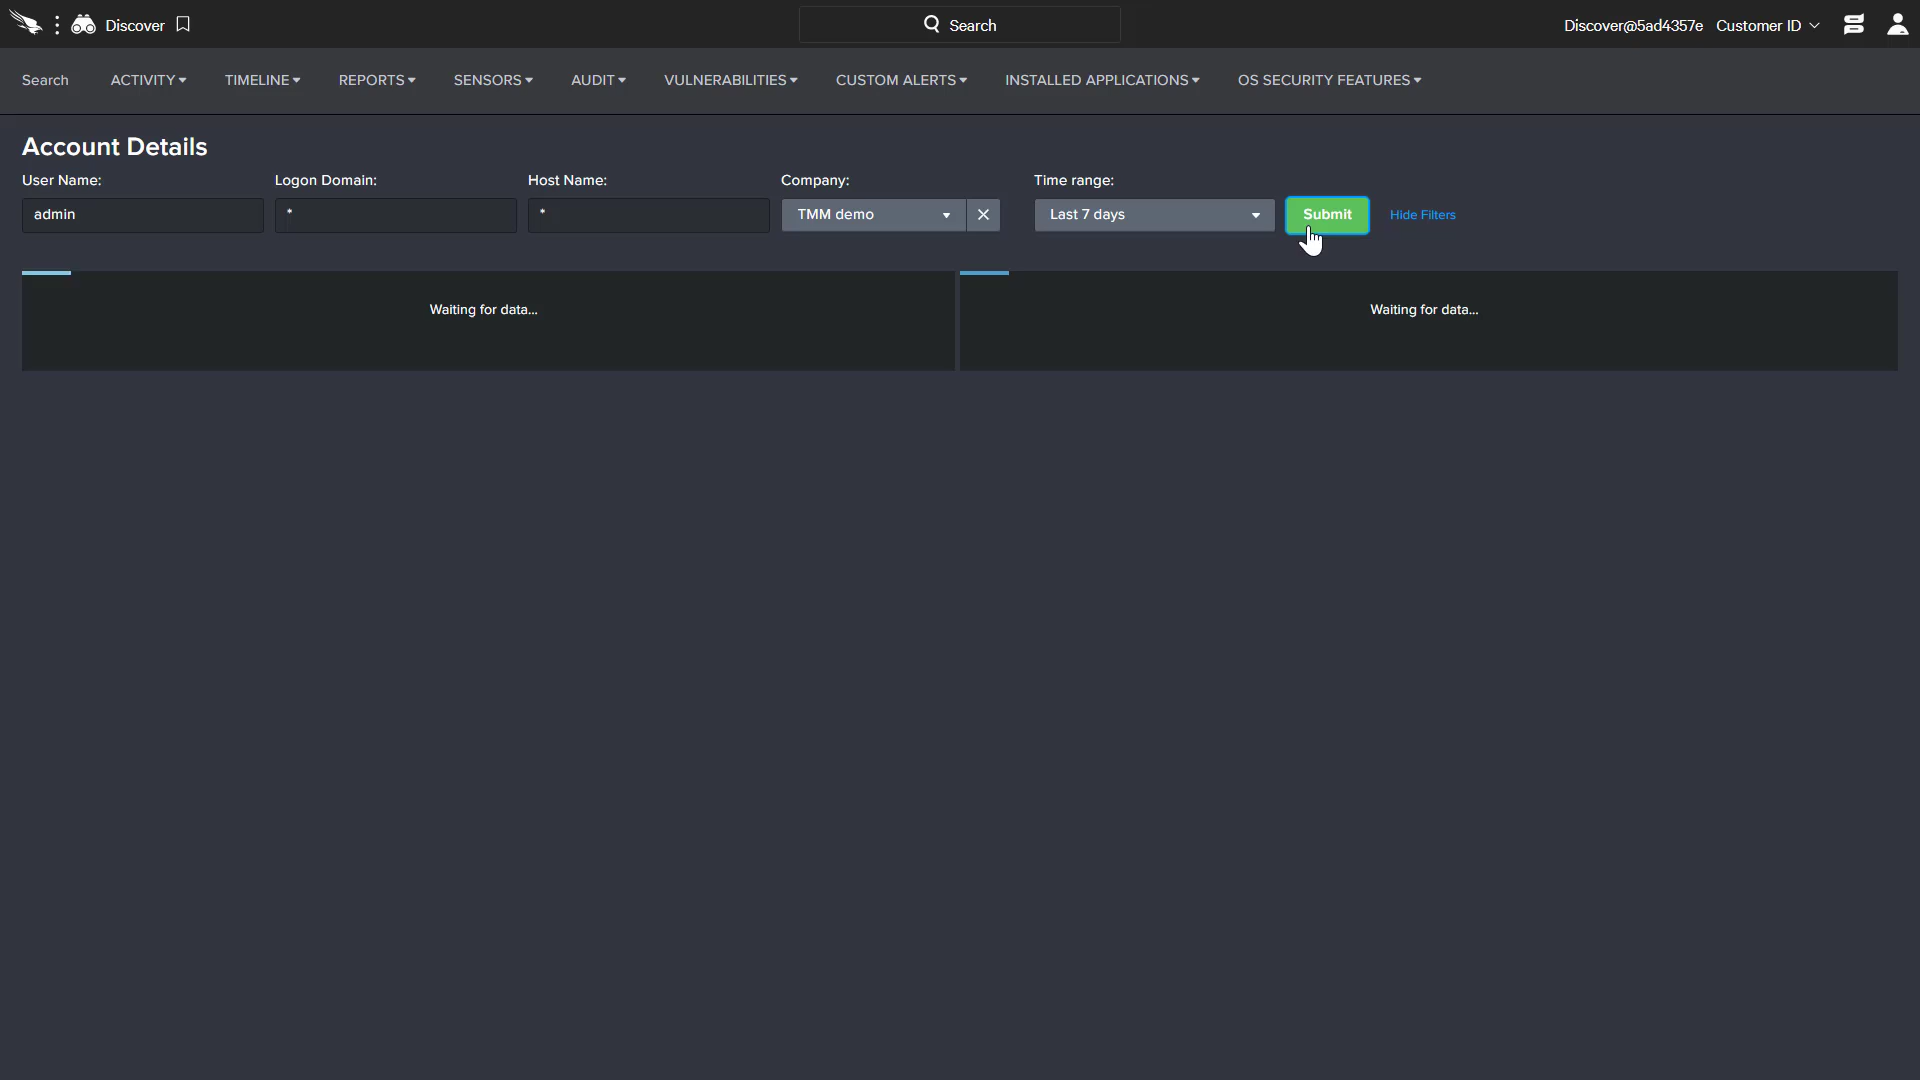 Discover
Search
Discover@5ad4357e Customer ID
Search ACTIVITY TIMELINE REPORTS SENSORS AUDIT VULNERABILITIES CUSTOM ALERTS INSTALLED APPLICATIONS OS SECURITY FEATURES
Account Details
User Name: Logon Domain: Host Name: Company: Time range:
admin * * TMM demo Last 7 days Submit Hide Filters
Waiting for data... Waiting for data...